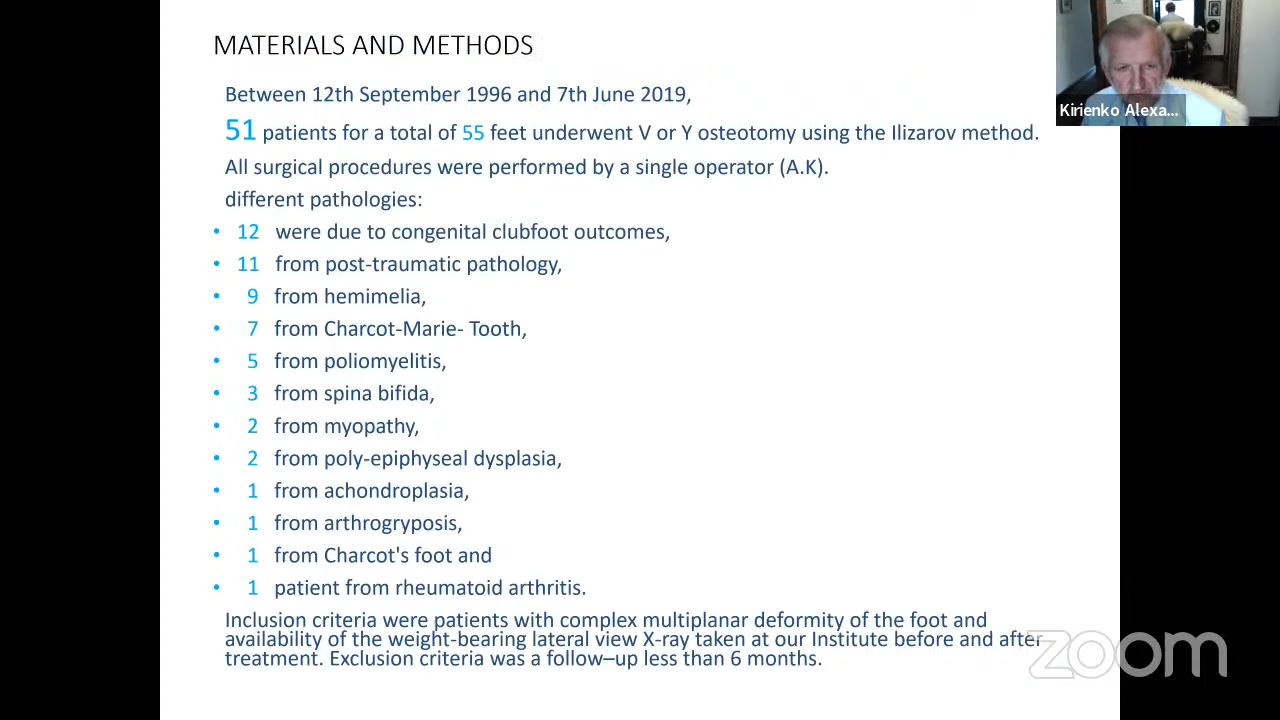 MATERIALS AND METHODS
Between 12th September 1996 and 7th June 2019,
51 patients for a total of 55 feet underwent V or Y osteotomy using the Ilizarov method.
All surgical procedures were performed by a single operator (A.K).
different pathologies:
• 12 were due to congenital clubfoot outcomes,
• 11 from post-traumatic pathology,
• 9 from hemimelia,
• 7 from Charcot-Marie- Tooth,
• 5 from poliomyelitis,
• 3 from spina bifida,
• 2 from myopathy,
• 2 from poly-epiphyseal dysplasia,
• 1 from achondroplasia,
• 1 from arthrogryposis,
• 1 from Charcot's foot and
• 1 patient from rheumatoid arthritis.
Inclusion criteria were patients with complex multiplanar deformity of the foot and
availability of the weight-bearing lateral view X-ray taken at our Institute before and after
treatment. Exclusion criteria was a follow–up less than 6 months.
Kirienko Alexa...
zoom